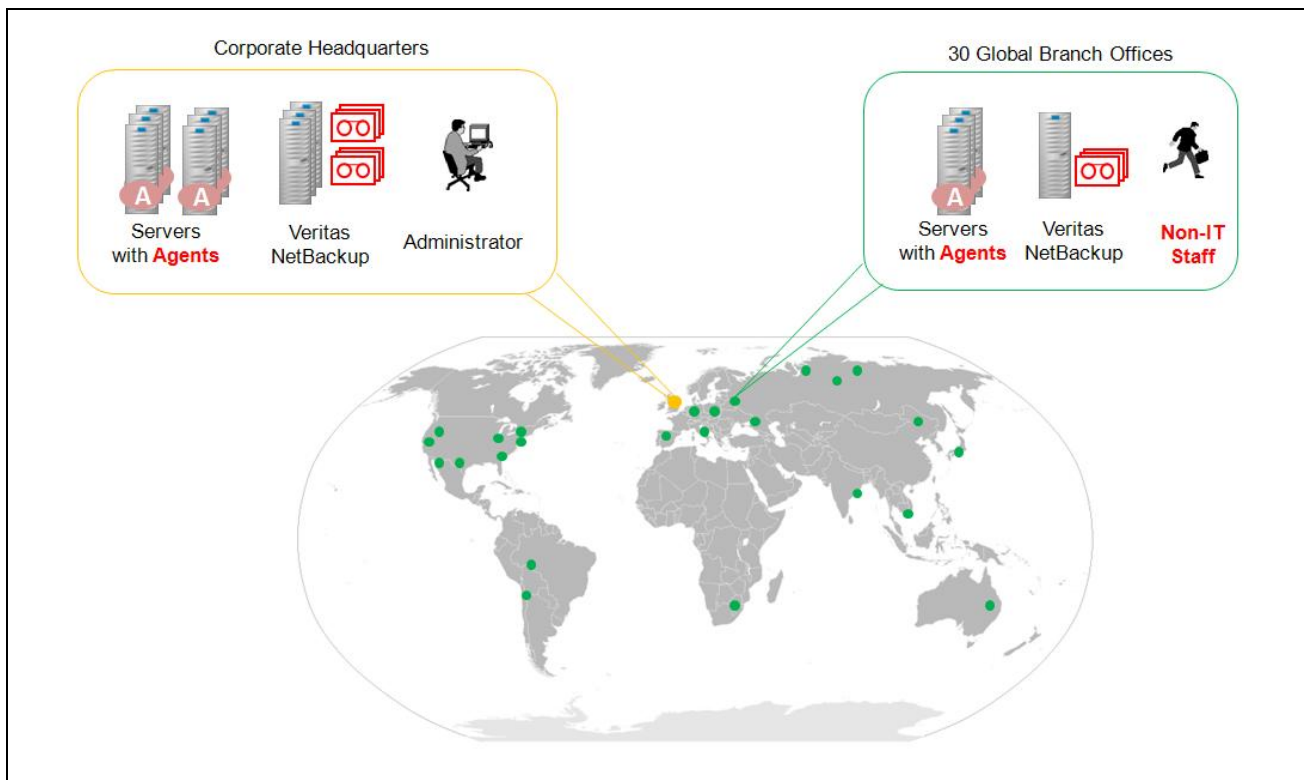 Corporate Headquarters
30 Global Branch Offices
A
A
Servers
with Agents
Veritas
NetBackup
Administrator
A
Servers
with Agents
Veritas
NetBackup
Non-IT
Staff